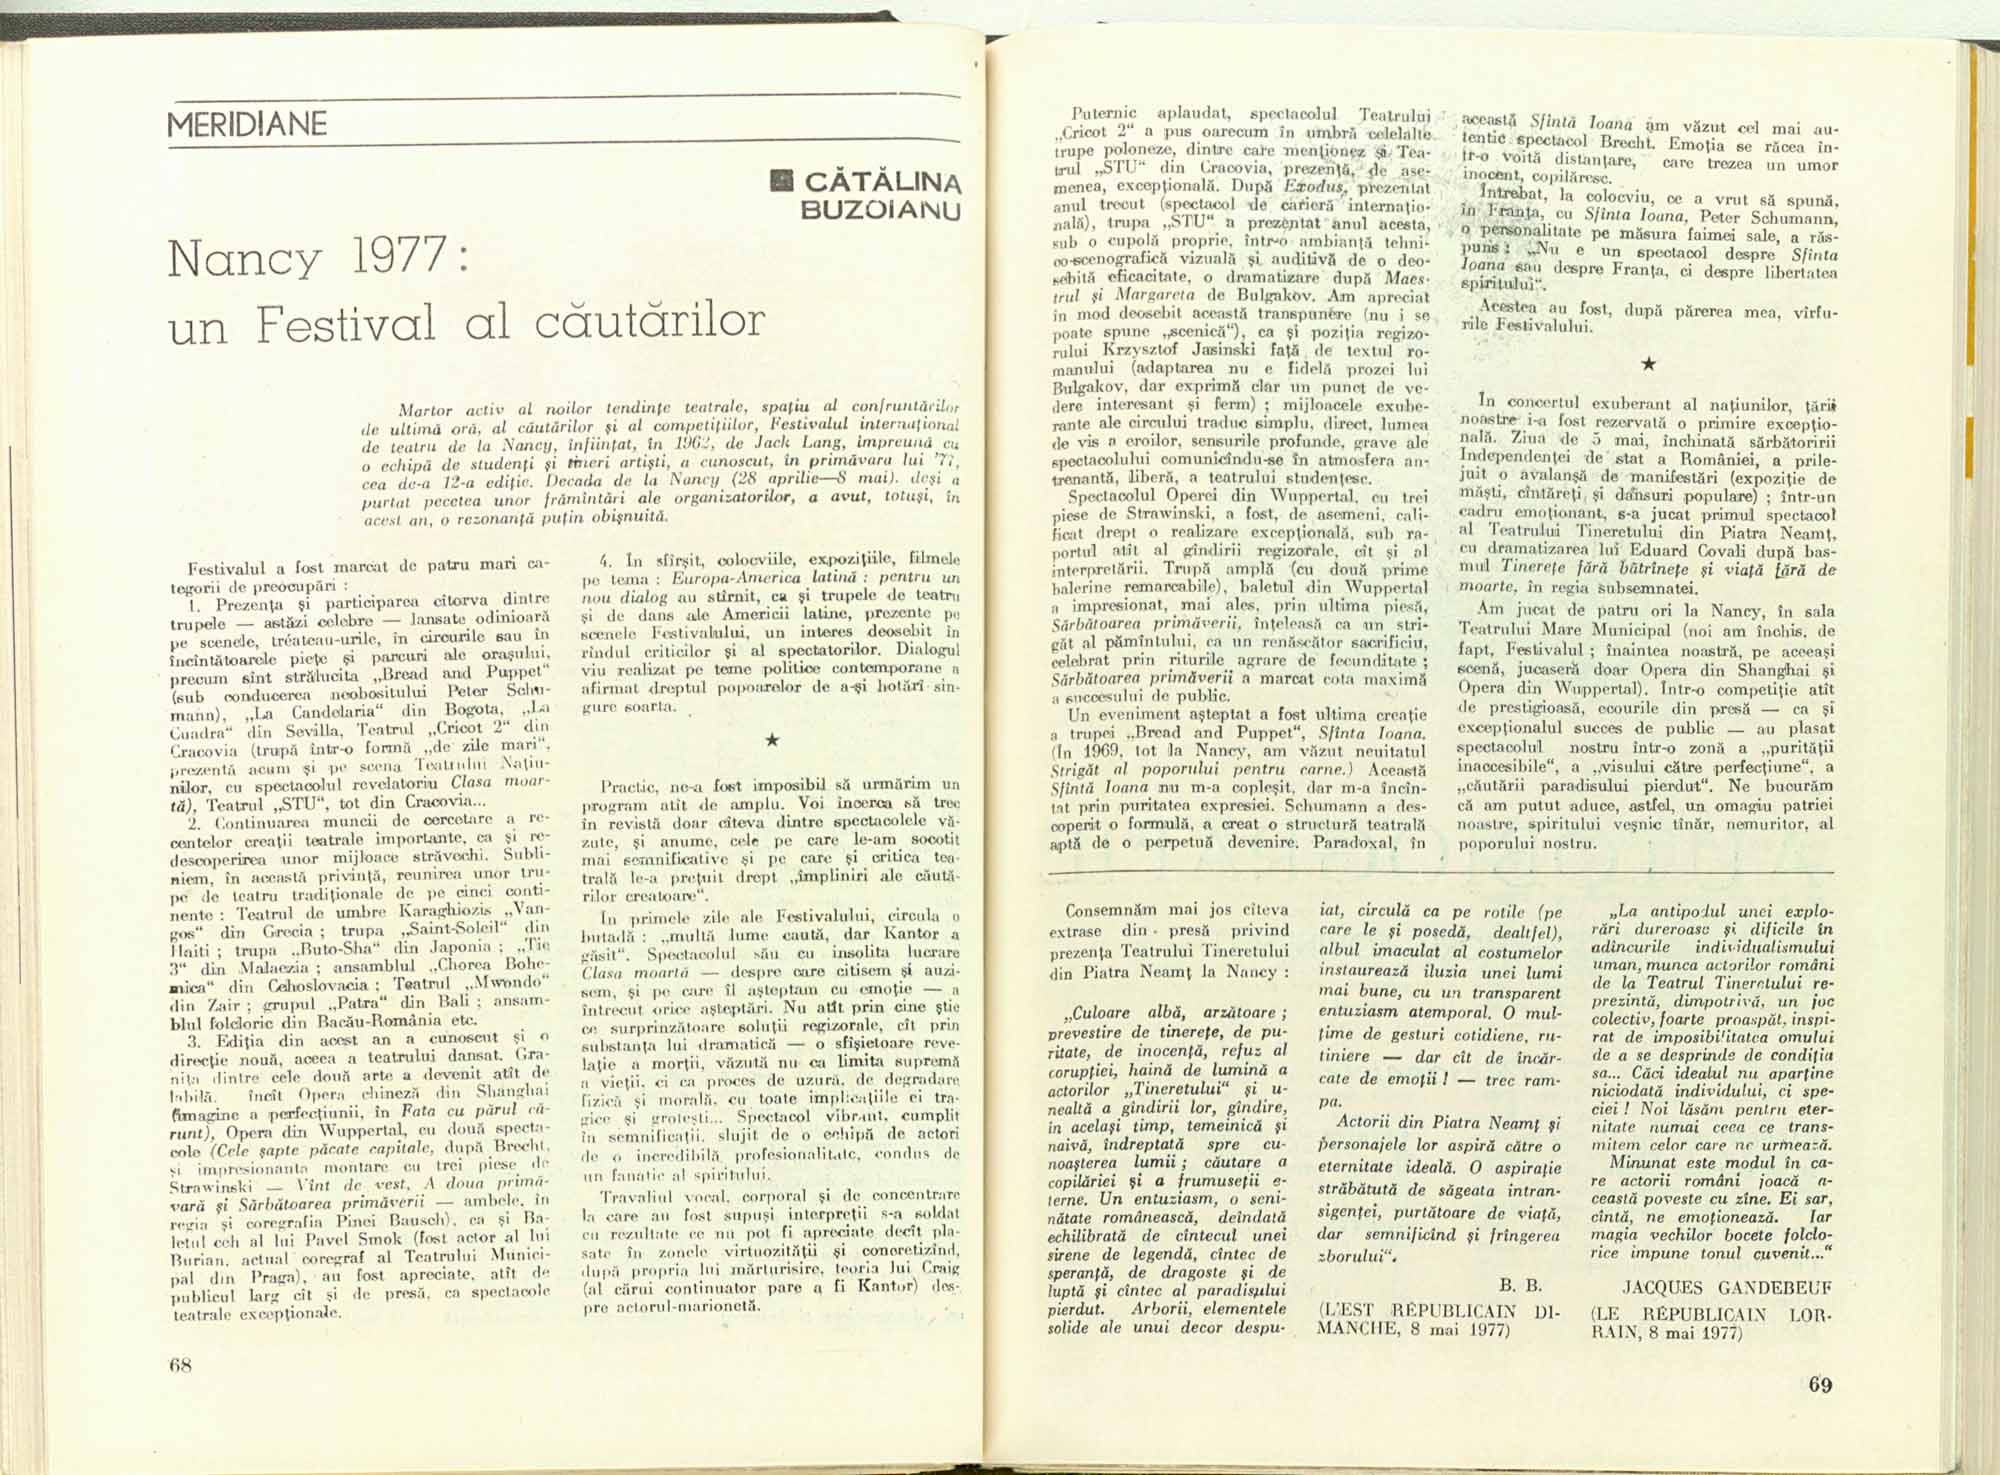 MERIDIANE
CĂTĂLINA
BUZOIANU
Nancy 1977 :
un Festival al căutărilor
Martor activ al noilor tendințe teatrale, spațiu al confruntărilor
de ultimă oră, al căutărilor și al competițiilor, Festivalul internațional
de teatru de la Nancy, înființat, în 1962, de Jack Lang, împreună cu
o echipă de studenți și tineri artiști, a cunoscut, în primăvara lui '77,
cea de-a 12-a ediție. Decada de la Nancy (28 aprilie—8 mai), deși a
purtat pecetea unor frămîntări ale organizatorilor, a avut, totuși, în
acest an, o rezonanță puțin obișnuită.
Festivalul a fost marcat de patru mari ca-
tegorii de preocupări :
1. Prezența și participarea cîtorva dintre
trupele — astăzi celebre — lansate odinioară
pe scenele, tréateau-urile, în circurile sau în
încîntătoarele piețe și parcuri ale orașului,
precum sînt strălucita „Bread and Puppet“
(sub conducerea neobositului Peter Schu-
mann), „La Candelaria“ din Bogota, „La
Cuadra“ din Sevilla, Teatrul „Cricot 2“ din
Cracovia (trupă într-o formă „de zile mari“,
prezentă acum și pe scena Teatrului Națiu-
nilor, cu spectacolul revelatoriu Clasa moar-
tă), Teatrul „STU“, tot din Cracovia...
2. Continuarea muncii de cercetare a re-
centelor creații teatrale importante, ca și re-
descoperirea unor mijloace străvechi. Subli-
niem, în această privință, reunirea unor tru-
pe de teatru tradiționale de pe cinci conti-
nente : Teatrul de umbre Karaghiozis „Van-
gos“ din Grecia ; trupa „Saint-Soleil“ din
Haiti ; trupa „Buto-Sha“ din Japonia ; „Tie
3“ din Malaezia ; ansamblul „Chorea Bohe-
mica“ din Cehoslovacia ; Teatrul „Mwondo“
din Zair ; grupul „Patra“ din Bali ; ansam-
blul folcloric din Bacău-România etc.
3. Ediția din acest an a cunoscut și o
direcție nouă, aceea a teatrului dansat. Gra-
nița dintre cele două arte a devenit atît de
labilă, încît Opera chineză din Shanghai
(imagine a perfecțiunii, în Fata cu părul că-
runt), Opera din Wuppertal, cu două specta-
cole (Cele șapte păcate capitale, după Brecht,
și impresionanta montare cu trei piese de
Strawinski — Vînt de vest, A doua primă-
vară și Sărbătoarea primăverii — ambele, în
regia și coregrafia Pinei Bausch), ca și Ba-
letul ceh al lui Pavel Smok (fost actor al lui
Burian, actual coregraf al Teatrului Munici-
pal din Praga), au fost apreciate, atît de
publicul larg cît și de presă, ca spectacole
teatrale excepționale.
68
4. În sfîrșit, colocviile, expozițiile, filmele
pe tema : Europa-America latină : pentru un
nou dialog au stîrnit, ca și trupele de teatru
și de dans ale Americii latine, prezente pe
scenele Festivalului, un interes deosebit în
rîndul criticilor și al spectatorilor. Dialogul
viu realizat pe teme politice contemporane a
afirmat dreptul popoarelor de a-și hotărî sin-
gure soarta.
★
Practic, ne-a fost imposibil să urmărim un
program atît de amplu. Voi încerca să trec
în revistă doar cîteva dintre spectacolele vă-
zute, și anume, cele pe care le-am socotit
mai semnificative și pe care și critica tea-
trală le-a prețuit drept „împliniri ale căută-
rilor creatoare“.
În primele zile ale Festivalului, circula o
butadă : „multă lume caută, dar Kantor a
găsit“. Spectacolul său cu insolita lucrare
Clasa moartă — despre care citisem și auzi-
sem, și pe care îl așteptam cu emoție — a
întrecut orice așteptări. Nu atît prin cine știe
ce surprinzătoare soluții regizorale, cît prin
substanța lui dramatică — o sfîșietoare reve-
lație a morții, văzută nu ca limita supremă
a vieții, ci ca proces de uzură, de degradare
fizică și morală, cu toate implicațiile ei tra-
gice și grotești... Spectacol vibrant, cumplit
în semnificații, slujit de o echipă de actori
de o incredibilă profesionalitate, condus de
un fanatic al spiritului.
Travaliul vocal, corporal și de concentrare
la care au fost supuși interpreții s-a soldat
cu rezultate ce nu pot fi apreciate decît pla-
sate în zonele virtuozității și concretizînd,
după propria lui mărturisire, teoria lui Craig
(al cărui continuator pare a fi Kantor) des-
pre actorul-marionetă.
Puternic aplaudat, spectacolul Teatrului
„Cricot 2“ a pus oarecum în umbră celelalte
trupe poloneze, dintre care menționez și Tea-
trul „STU“ din Cracovia, prezență, de ase-
menea, excepțională. După Exodus, prezentat
anul trecut (spectacol de carieră internațio-
nală), trupa „STU“ a prezentat anul acesta,
sub o cupolă proprie, într-o ambianță tehni-
co-scenografică vizuală și auditivă de o deo-
sebită eficacitate, o dramatizare după Maes-
trul și Margareta de Bulgakov. Am apreciat
în mod deosebit această transpunere (nu i se
poate spune „scenică“), ca și poziția regizo-
rului Krzysztof Jasinski față de textul ro-
manului (adaptarea nu e fidelă prozei lui
Bulgakov, dar exprimă clar un punct de ve-
dere interesant și ferm) ; mijloacele exube-
rante ale circului traduc simplu, direct, lumea
de vis a eroilor, sensurile profunde, grave ale
spectacolului comunicîndu-se în atmosfera an-
trenantă, liberă, a teatrului studențesc.
Spectacolul Operei din Wuppertal, cu trei
piese de Strawinski, a fost, de asemeni, cali-
ficat drept o realizare excepțională, sub ra-
portul atît al gîndirii regizorale, cît și al
interpretării. Trupă amplă (cu două prime
balerine remarcabile), baletul din Wuppertal
a impresionat, mai ales, prin ultima piesă,
Sărbătoarea primăverii, înțeleasă ca un stri-
găt al pămîntului, ca un renăscător sacrificiu,
celebrat prin riturile agrare de fecunditate ;
Sărbătoarea primăverii a marcat cota maximă
a succesului de public.
Un eveniment așteptat a fost ultima creație
a trupei „Bread and Puppet“, Sfînta Ioana.
(În 1969, tot la Nancy, am văzut neuitatul
Strigăt al poporului pentru carne.) Această
Sfîntă Ioana nu m-a copleșit, dar m-a încîn-
tat prin puritatea expresiei. Schumann a des-
coperit o formulă, a creat o structură teatrală
aptă de o perpetuă devenire. Paradoxal, în
această Sfîntă Ioana am văzut cel mai au-
tentic spectacol Brecht. Emoția se răcea în-
tr-o voită distanțare, care trezea un umor
inocent, copilăresc.
Întrebat, la colocviu, ce a vrut să spună,
în Franța, cu Sfînta Ioana, Peter Schumann,
o personalitate pe măsura faimei sale, a răs-
puns : „Nu e un spectacol despre Sfînta
Ioana sau despre Franța, ci despre libertatea
spiritului“.
Acestea au fost, după părerea mea, vîrfu-
rile Festivalului.
★
În concertul exuberant al națiunilor, țării
noastre i-a fost rezervată o primire excepțio-
nală. Ziua de 5 mai, închinată sărbătoririi
Independenței de stat a României, a prile-
juit o avalanșă de manifestări (expoziție de
măști, cîntăreți și dansuri populare) ; într-un
cadru emoționant, s-a jucat primul spectacol
al Teatrului Tineretului din Piatra Neamț,
cu dramatizarea lui Eduard Covali după bas-
mul Tinerețe fără bătrînețe și viață fără de
moarte, în regia subsemnatei.
Am jucat de patru ori la Nancy, în sala
Teatrului Mare Municipal (noi am închis, de
fapt, Festivalul ; înaintea noastră, pe aceeași
scenă, jucaseră doar Opera din Shanghai și
Opera din Wuppertal). Într-o competiție atît
de prestigioasă, ecourile din presă — ca și
excepționalul succes de public — au plasat
spectacolul nostru într-o zonă a „purității
inaccesibile“, a „visului către perfecțiune“, a
„căutării paradisului pierdut“. Ne bucurăm
că am putut aduce, astfel, un omagiu patriei
noastre, spiritului veșnic tînăr, nemuritor, al
poporului nostru.
Consemnăm mai jos cîteva
extrase din presă privind
prezența Teatrului Tineretului
din Piatra Neamț la Nancy :
„Culoare albă, arzătoare ;
prevestire de tinerețe, de pu-
ritate, de inocență, refuz al
corupției, haină de lumină a
actorilor „Tineretului“ și u-
nealtă a gîndirii lor, gîndire,
în același timp, temeinică și
naivă, îndreptată spre cu-
noașterea lumii ; căutare a
copilăriei și a frumuseții e-
terne. Un entuziasm, o seni-
nătate românească, deîndată
echilibrată de cîntecul unei
sirene de legendă, cîntec de
speranță, de dragoste și de
luptă și cîntec al paradisului
pierdut. Arborii, elementele
solide ale unui decor despu-
iat, circulă ca pe rotile (pe
care le și posedă, dealtfel),
albul imaculat al costumelor
instaurează iluzia unei lumi
mai bune, cu un transparent
entuziasm atemporal. O mul-
țime de gesturi cotidiene, ru-
tiniere — dar cît de încăr-
cate de emoții ! — trec ram-
pa.
Actorii din Piatra Neamț și
personajele lor aspiră către o
eternitate ideală. O aspirație
străbătută de săgeata intran-
sigenței, purtătoare de viață,
dar semnificînd și frîngerea
zborului“.
B. B.
(L'EST RÉPUBLICAIN DI-
MANCHE, 8 mai 1977)
„La antipodul unei explo-
rări dureroase și dificile în
adîncurile individualismului
uman, munca actorilor români
de la Teatrul Tineretului re-
prezintă, dimpotrivă, un joc
colectiv, foarte proaspăt, inspi-
rat de imposibilitatea omului
de a se desprinde de condiția
sa... Căci idealul nu aparține
niciodată individului, ci spe-
ciei ! Noi lăsăm pentru eter-
nitate numai ceea ce trans-
mitem celor care ne urmează.
Minunat este modul în ca-
re actorii români joacă a-
ceastă poveste cu zîne. Ei sar,
cîntă, ne emoționează. Iar
magia vechilor bocete folclo-
rice impune tonul cuvenit...“
JACQUES GANDEBEUF
(LE RÉPUBLICAIN LOR-
RAIN, 8 mai 1977)
69